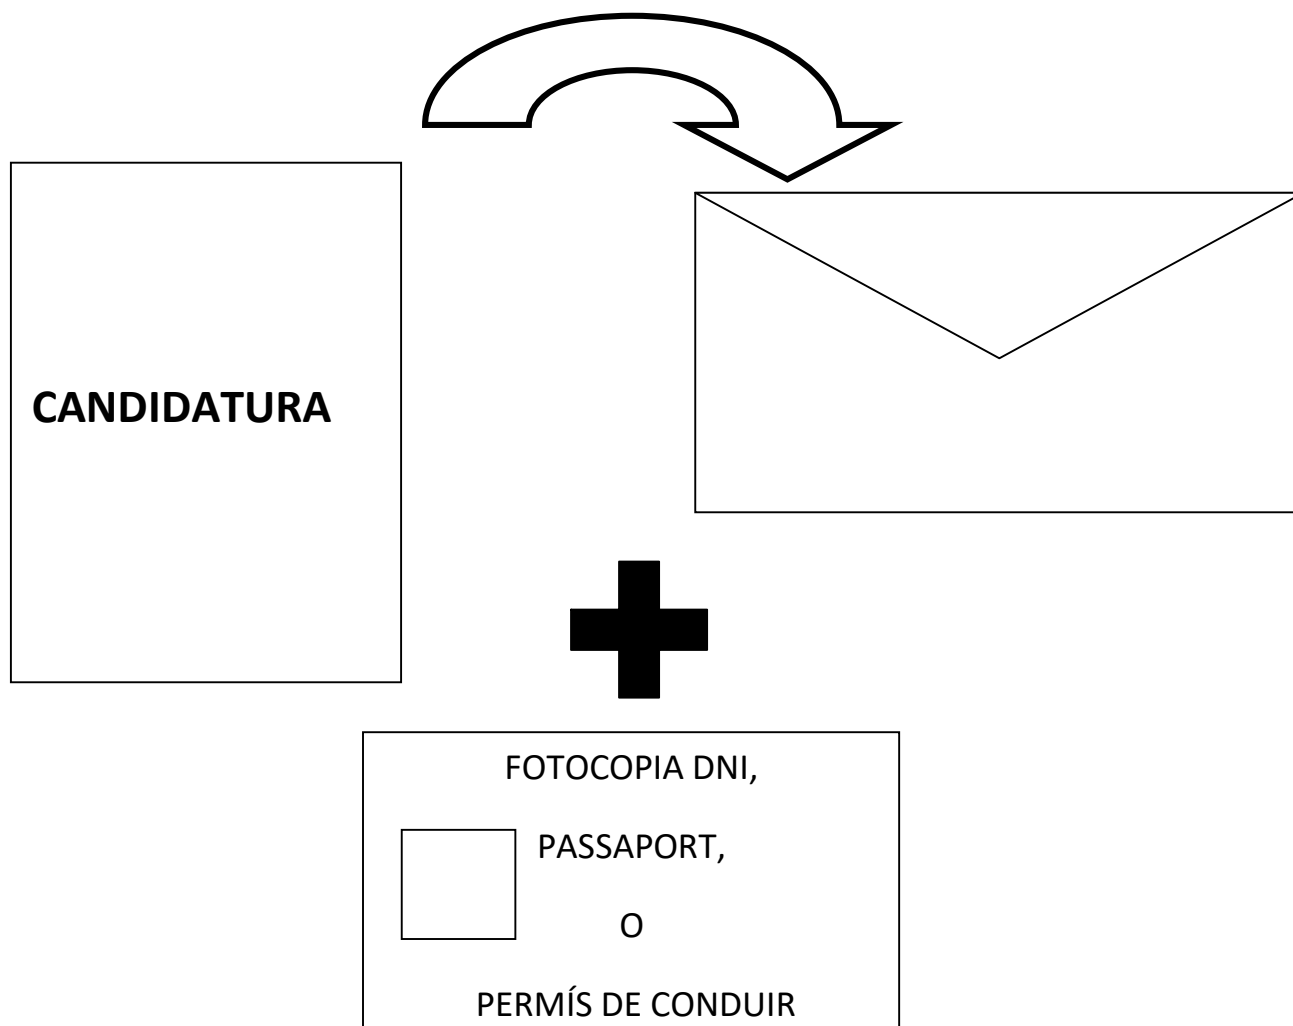 CANDIDATURA
FOTOCOPIA DNI,
PASSAPORT,
O
PERMÍS DE CONDUIR